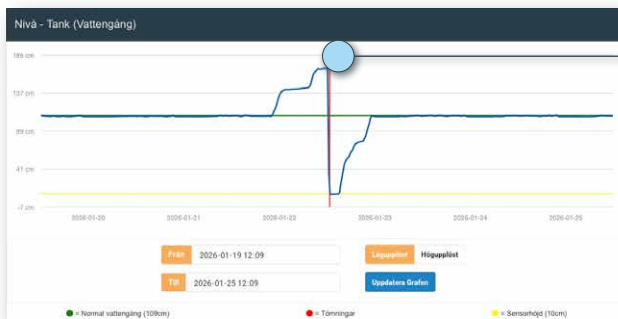 Nivå - Tank (Vattengång)
185 cm
137 cm
89 cm
41 cm
-7 cm
2026-01-20 2026-01-21 2026-01-22 2026-01-23 2026-01-24 2026-01-25
Från 2026-01-19 12:09 Lågupplöst Högupplöst
Till 2026-01-25 12:09 Uppdatera Grafen
= Normal vattengång (109cm) = Tömningar = Sensorhöjd (10cm)